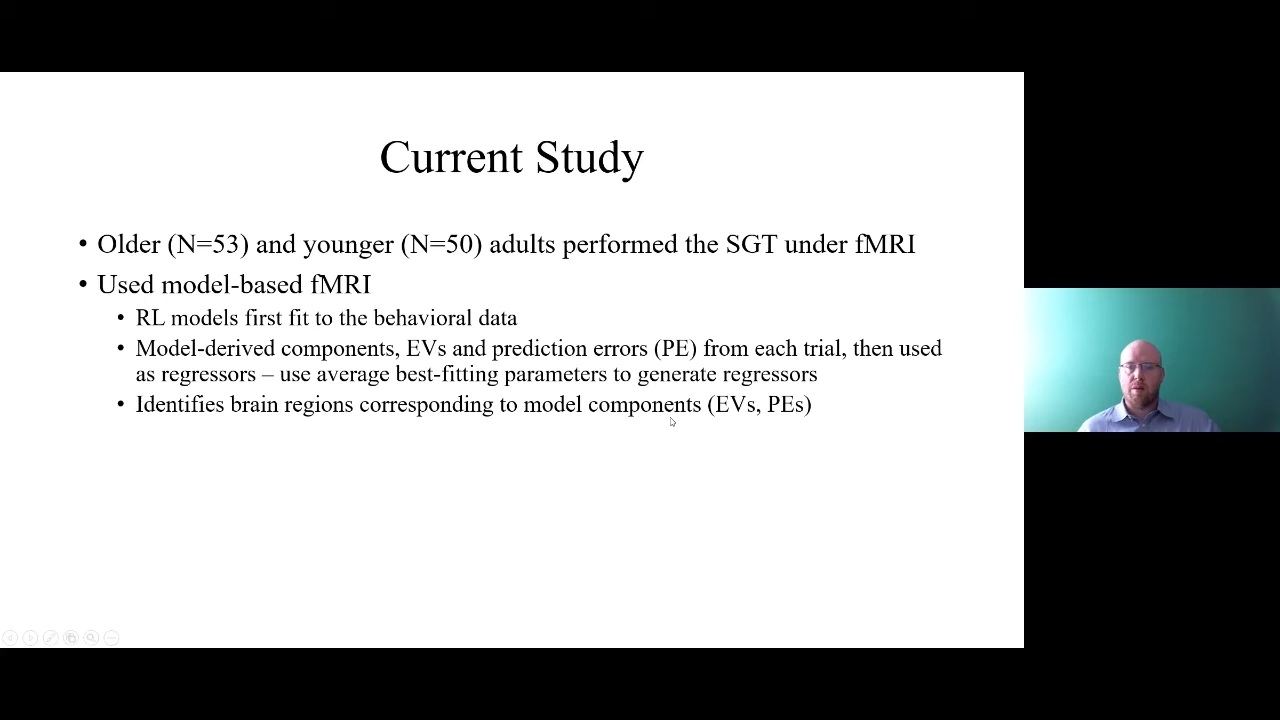 Current Study
• Older (N=53) and younger (N=50) adults performed the SGT under fMRI
• Used model-based fMRI
• RL models first fit to the behavioral data
• Model-derived components, EVs and prediction errors (PE) from each trial, then used
as regressors – use average best-fitting parameters to generate regressors
• Identifies brain regions corresponding to model components (EVs, PEs)